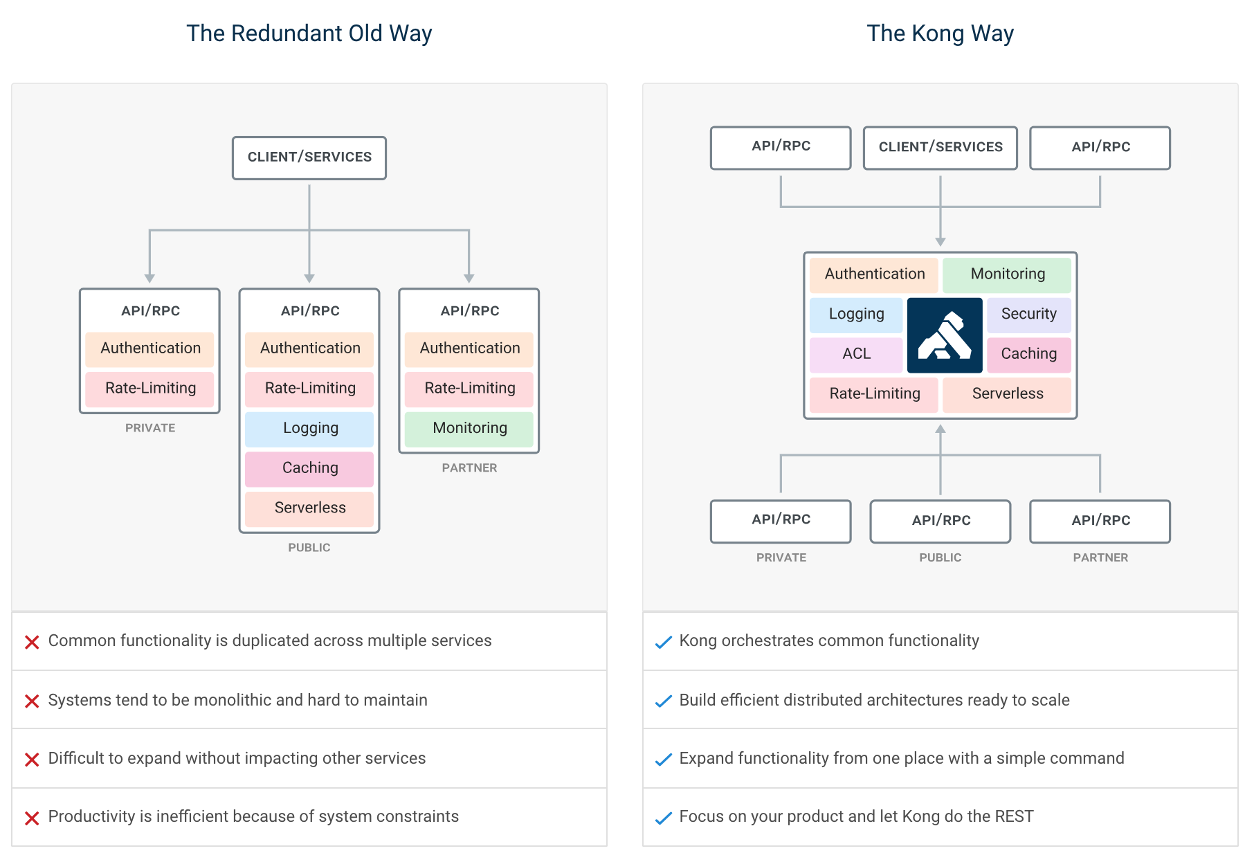 The Redundant Old Way
CLIENT/SERVICES
API/RPC
Authentication
Rate-Limiting
PRIVATE
API/RPC
Authentication
Rate-Limiting
Logging
Caching
Serverless
PUBLIC
API/RPC
Authentication
Rate-Limiting
Monitoring
PARTNER
Common functionality is duplicated across multiple services
Systems tend to be monolithic and hard to maintain
Difficult to expand without impacting other services
Productivity is inefficient because of system constraints
The Kong Way
API/RPC
CLIENT/SERVICES
API/RPC
Authentication
Monitoring
Logging
Security
ACL
Caching
Rate-Limiting
Serverless
API/RPC
PRIVATE
API/RPC
PUBLIC
API/RPC
PARTNER
Kong orchestrates common functionality
Build efficient distributed architectures ready to scale
Expand functionality from one place with a simple command
Focus on your product and let Kong do the REST